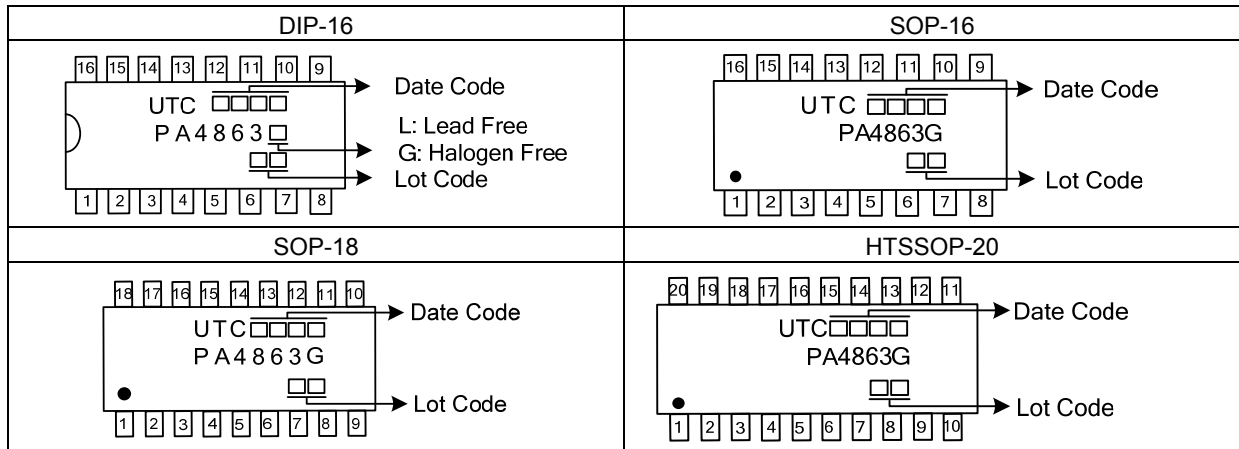 DIP-16
16 15 14 13 12 11 10 9
Date Code
UTC □□□□
PA4863□
L: Lead Free
G: Halogen Free
□□
Lot Code
1 2 3 4 5 6 7 8
SOP-16
16 15 14 13 12 11 10 9
Date Code
UTC □□□□
PA4863G
□□
Lot Code
1 2 3 4 5 6 7 8
SOP-18
18 17 16 15 14 13 12 11 10
Date Code
UTC □□□□
PA4863G
□□
Lot Code
1 2 3 4 5 6 7 8 9
HTSSOP-20
20 19 18 17 16 15 14 13 12 11
Date Code
UTC □□□□
PA4863G
□□
Lot Code
1 2 3 4 5 6 7 8 9 10